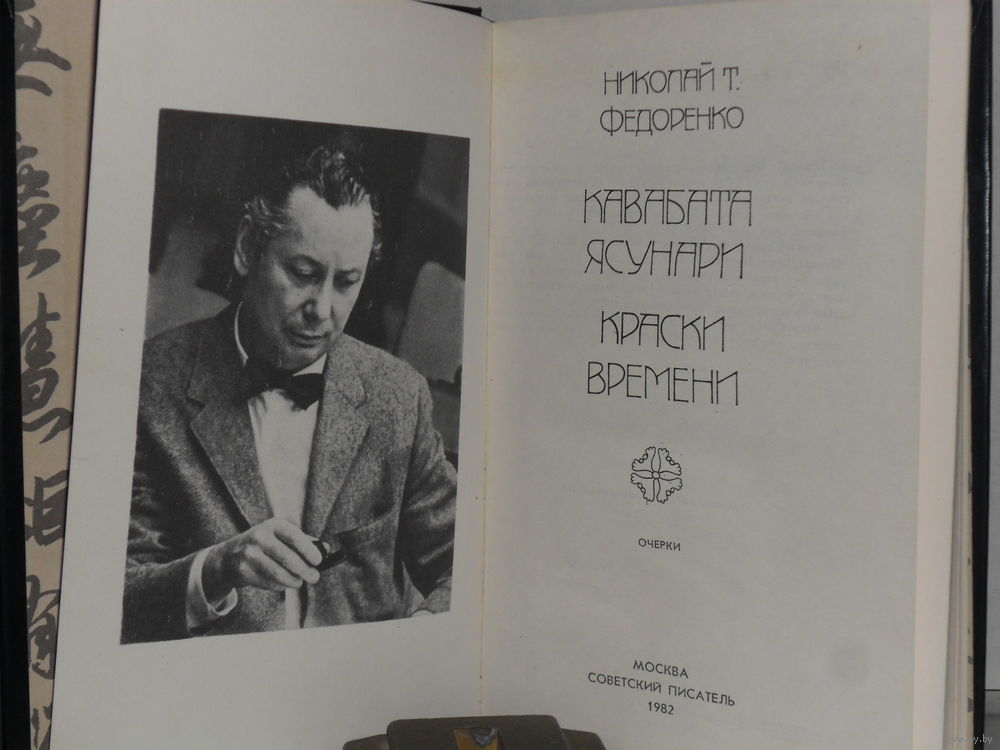 НИКОЛАЙ Т.
ФЕДОРЕНКО
КАВАБАТА
ЯСУНАРИ
КРАСКИ
ВРЕМЕНИ
ОЧЕРКИ
МОСКВА
СОВЕТСКИЙ ПИСАТЕЛЬ
1982